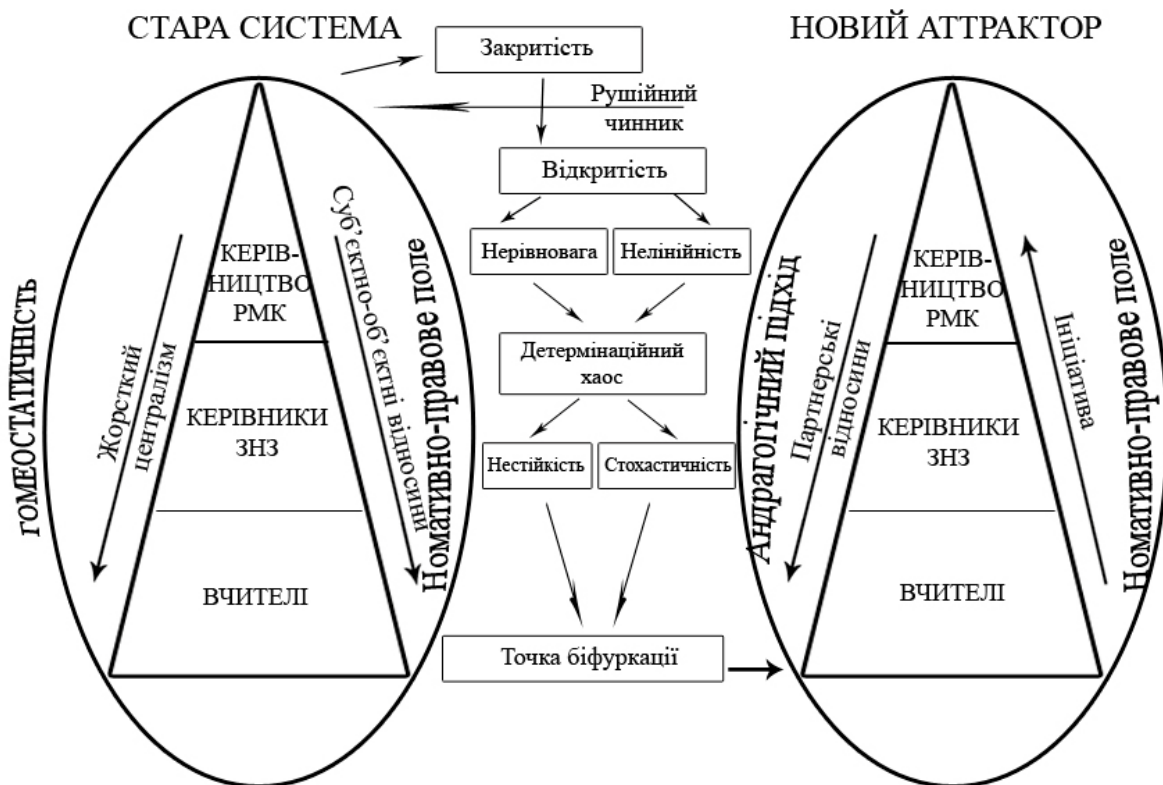 СТАРА СИСТЕМА
НОВИЙ АТТРАКТОР
Закритість
Рушійний
чинник
Відкритість
Нерівновага
Нелінійність
Детермінаційний
хаос
Нестійкість
Стохастичність
Точка біфуркації
гомЕОСТАТИЧНІСТЬ
Жорсткий
централізм
КЕРІВ-
НИЦТВО
РМК
КЕРІВНИКИ
ЗНЗ
ВЧИТЕЛІ
Суб’єктно-об’єктні відносини
Номативно-правове поле
Андрагогічний підхід
Партнерські
відносини
КЕРІВ-
НИЦТВО
РМК
КЕРІВНИКИ
ЗНЗ
ВЧИТЕЛІ
Ініціатива
Номативно-правове поле